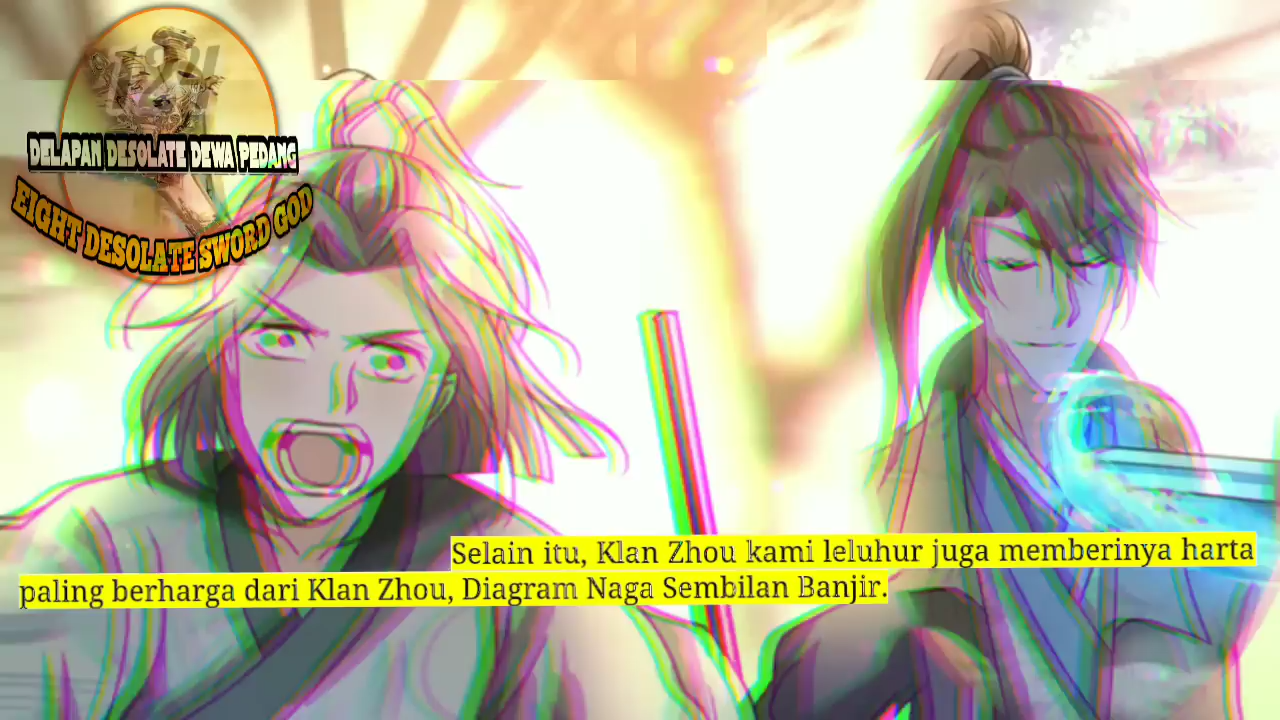 DELAPAN DESOLATE DEWA PEDANG
EIGHT DESOLATE SWORD GOD
Selain itu, Klan Zhou kami leluhur juga memberinya harta
paling berharga dari Klan Zhou, Diagram Naga Sembilan Banjir.